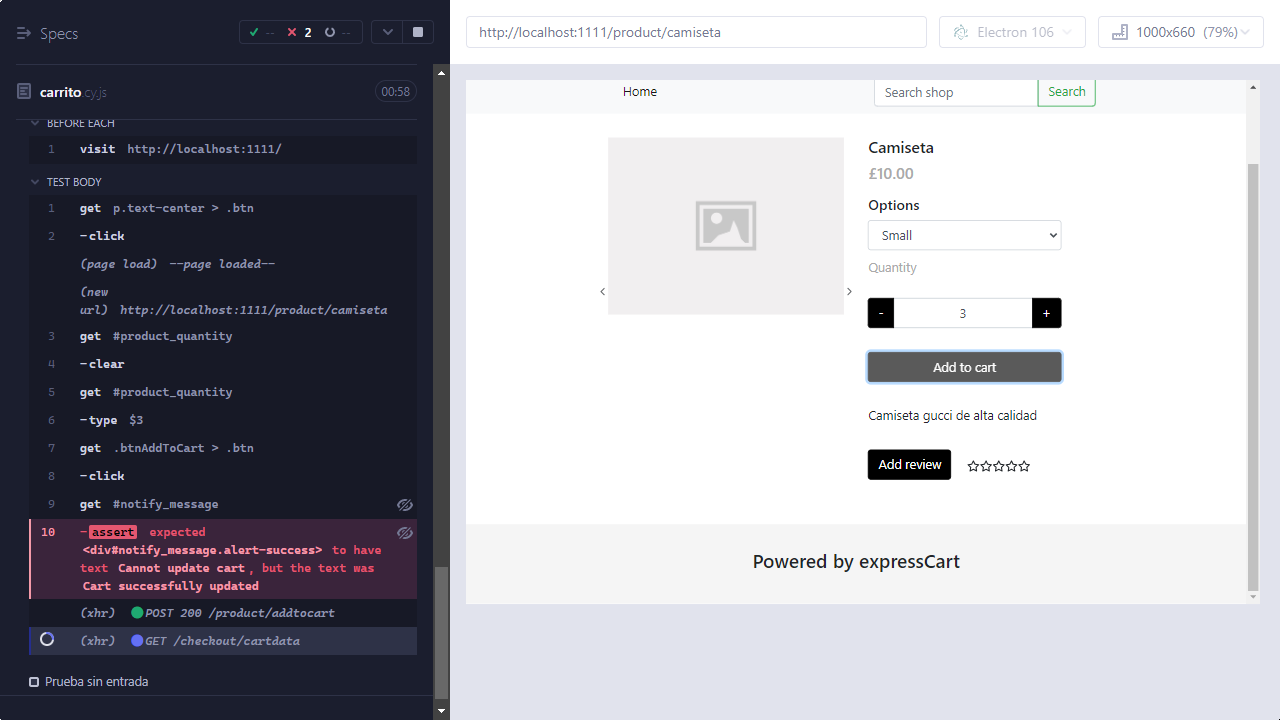 Specs
-- 2 --
carrito cy.js
00:58
BEFORE EACH
1 visit http://localhost:1111/
TEST BODY
1 get p.text-center > .btn
2 -click
(page load) --page loaded--
(new
url) http://localhost:1111/product/camiseta
3 get #product_quantity
4 -clear
5 get #product_quantity
6 -type $3
7 get .btnAddToCart > .btn
8 -click
9 get #notify_message
10 -assert expected
<div#notify_message.alert-success> to have
text Cannot update cart, but the text was
Cart successfully updated
(xhr) POST 200 /product/addtocart
(xhr) GET /checkout/cartdata
Prueba sin entrada
http://localhost:1111/product/camiseta
Electron 106
1000x660 (79%)
Home
Search shop
Search
Camiseta
£10.00
Options
Small
Quantity
- 3 +
Add to cart
Camiseta gucci de alta calidad
Add review
Powered by expressCart